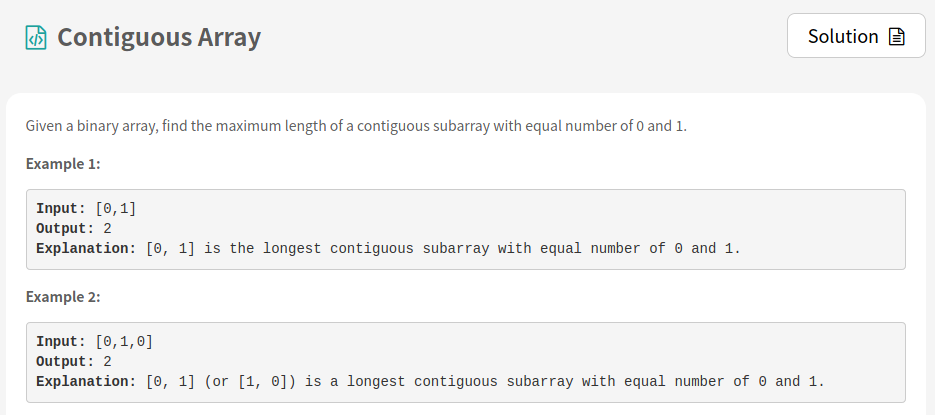 Contiguous Array
Solution
Given a binary array, find the maximum length of a contiguous subarray with equal number of 0 and 1.
Example 1:
Input: [0,1]
Output: 2
Explanation: [0, 1] is the longest contiguous subarray with equal number of 0 and 1.
Example 2:
Input: [0,1,0]
Output: 2
Explanation: [0, 1] (or [1, 0]) is a longest contiguous subarray with equal number of 0 and 1.